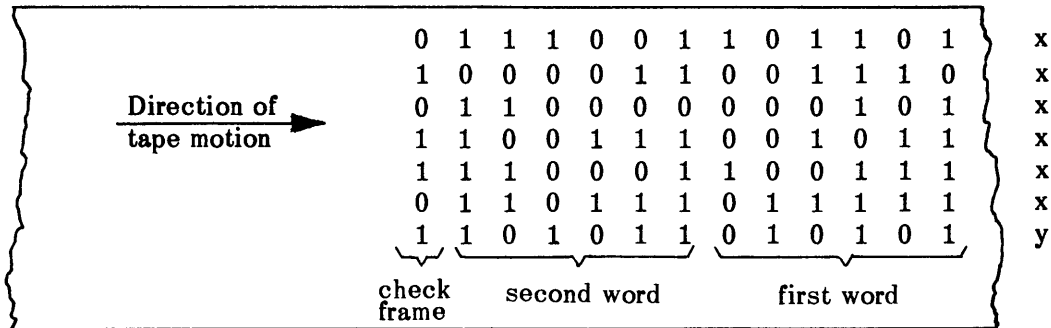 0 1 1 1 0 0 1 1 0 1 1 0 1 x
1 0 0 0 0 1 1 0 0 1 1 1 0 x
Direction of
tape motion
0 1 1 0 0 0 0 0 0 0 1 0 1 x
1 1 0 0 1 1 1 0 0 1 0 1 1 x
1 1 1 0 0 0 1 1 0 0 1 1 1 x
0 1 1 0 1 1 1 0 1 1 1 1 1 x
1 1 0 1 0 1 1 0 1 0 1 0 1 y
check
frame
second word
first word